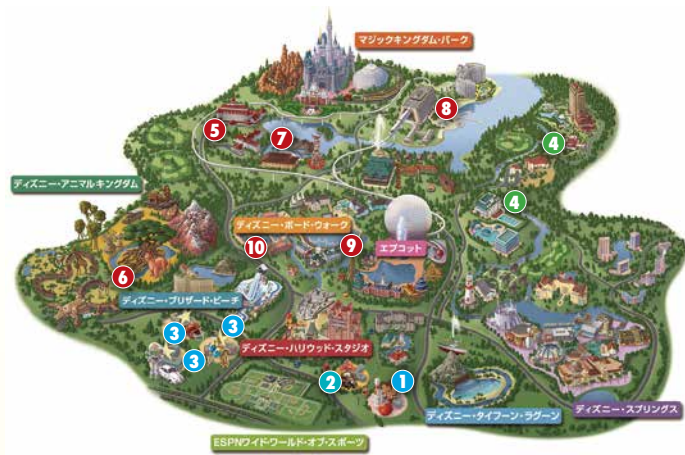 マジックキングダム・パーク
8
5
7
4
ディズニー・アニマルキングダム
4
ディズニー・ボード・ウォーク
10
9
エプコット
6
ディズニー・ブリザード・ビーチ
3
3
3
ディズニー・ハリウッド・スタジオ
2
1
ディズニー・タイフーン・ラグーン
ディズニー・スプリングス
ESPNワイド・ワールド・オブ・スポーツ